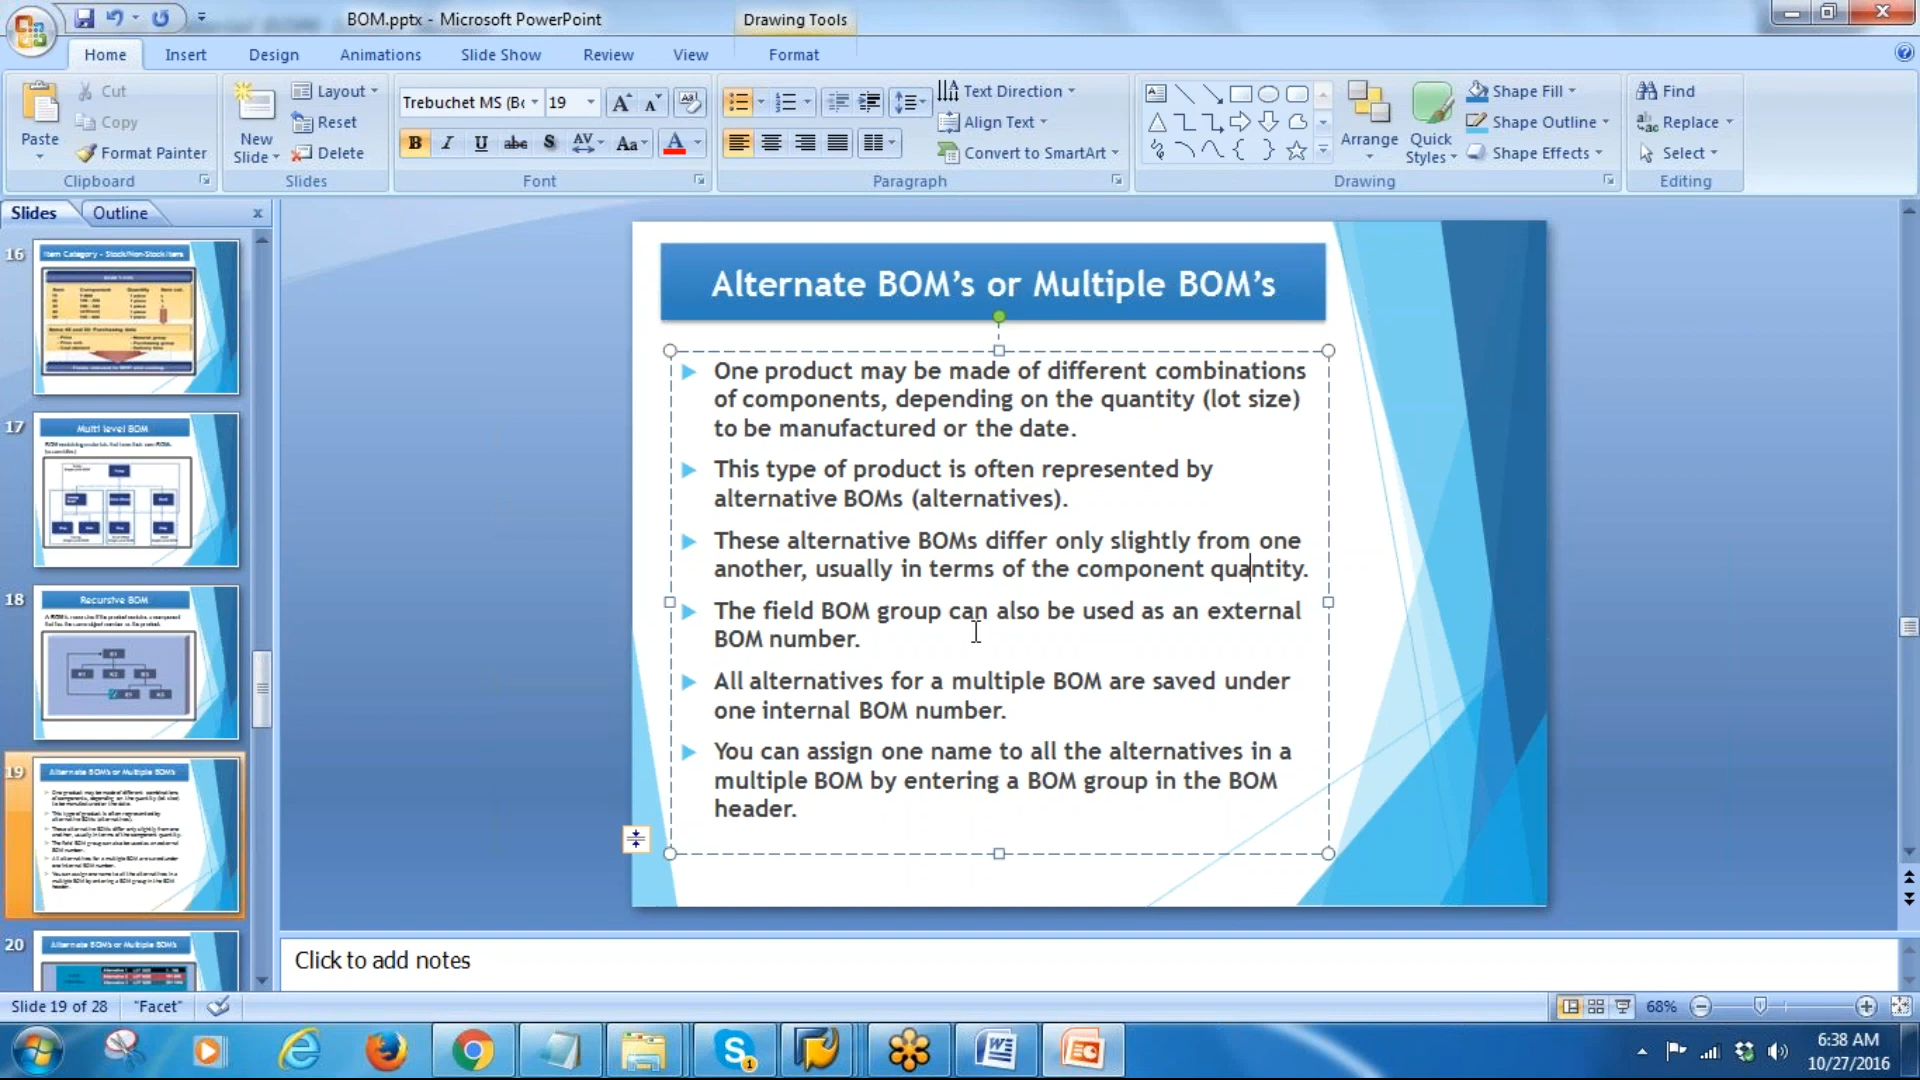 BOM.pptx - Microsoft PowerPoint
Drawing Tools
Home Insert Design Animations Slide Show Review View Format
Paste
Cut
Copy
Format Painter
Clipboard
New
Slide
Layout
Reset
Delete
Slides
Trebuchet MS (Bo 19
B I U abc S AV Aa A
Font
Paragraph
Text Direction
Align Text
Convert to SmartArt
Arrange
Quick
Styles
Shape Fill
Shape Outline
Shape Effects
Drawing
Find
Replace
Select
Editing
Slides Outline x
16
Item Category - Stock/Non-Stock Items
17
Multi level BOM
18
Recursive BOM
19
Alternate BOM's or Multiple BOM's
20
Alternate BOM's or Multiple BOM's
Alternate BOM’s or Multiple BOM’s
One product may be made of different combinations
of components, depending on the quantity (lot size)
to be manufactured or the date.
This type of product is often represented by
alternative BOMs (alternatives).
These alternative BOMs differ only slightly from one
another, usually in terms of the component quantity.
The field BOM group can also be used as an external
BOM number.
All alternatives for a multiple BOM are saved under
one internal BOM number.
You can assign one name to all the alternatives in a
multiple BOM by entering a BOM group in the BOM
header.
Click to add notes
Slide 19 of 28 "Facet" 68%
6:38 AM
10/27/2016